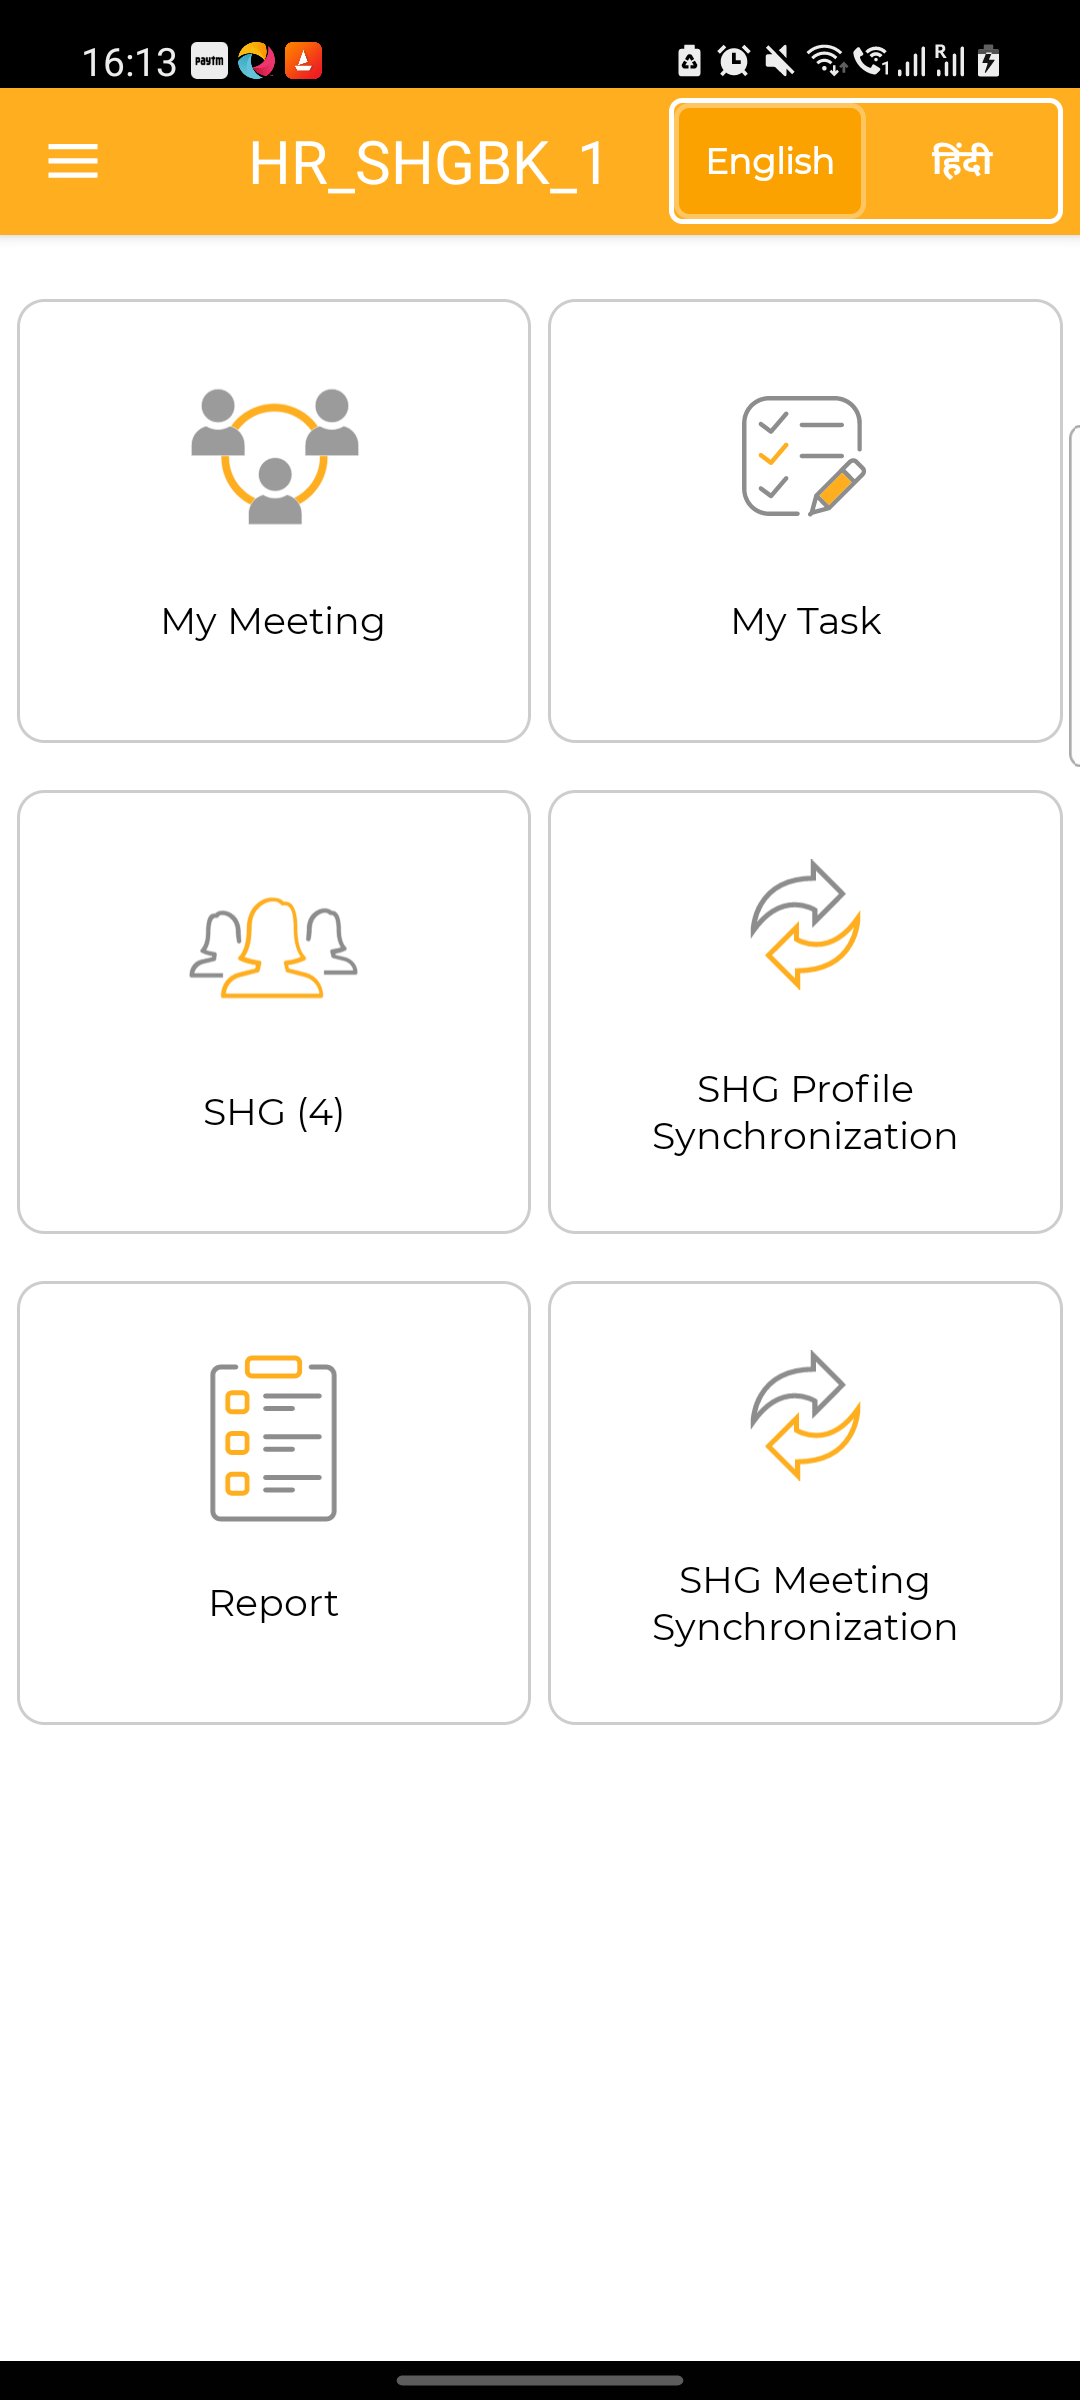 16:13 paytm R
HR_SHGBK_1 English हिंदी
My Meeting
My Task
SHG (4)
SHG Profile
Synchronization
Report
SHG Meeting
Synchronization